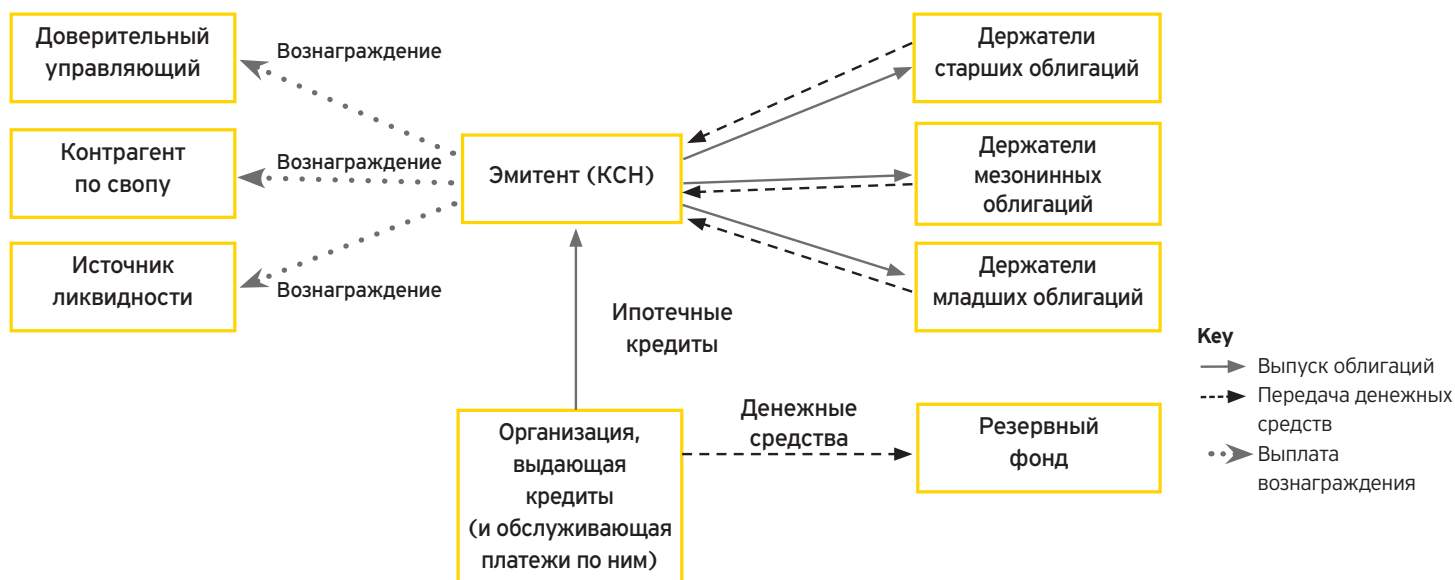 Доверительный
управляющий
Вознаграждение
Держатели
старших облигаций
Контрагент
по свопу
Вознаграждение
Эмитент (КСН)
Держатели
мезонинных
облигаций
Источник
ликвидности
Вознаграждение
Держатели
младших облигаций
Ипотечные
кредиты
Key
Выпуск облигаций
Передача денежных
средств
Выплата
вознаграждения
Организация,
выдающая
кредиты
(и обслуживающая
платежи по ним)
Денежные
средства
Резервный
фонд